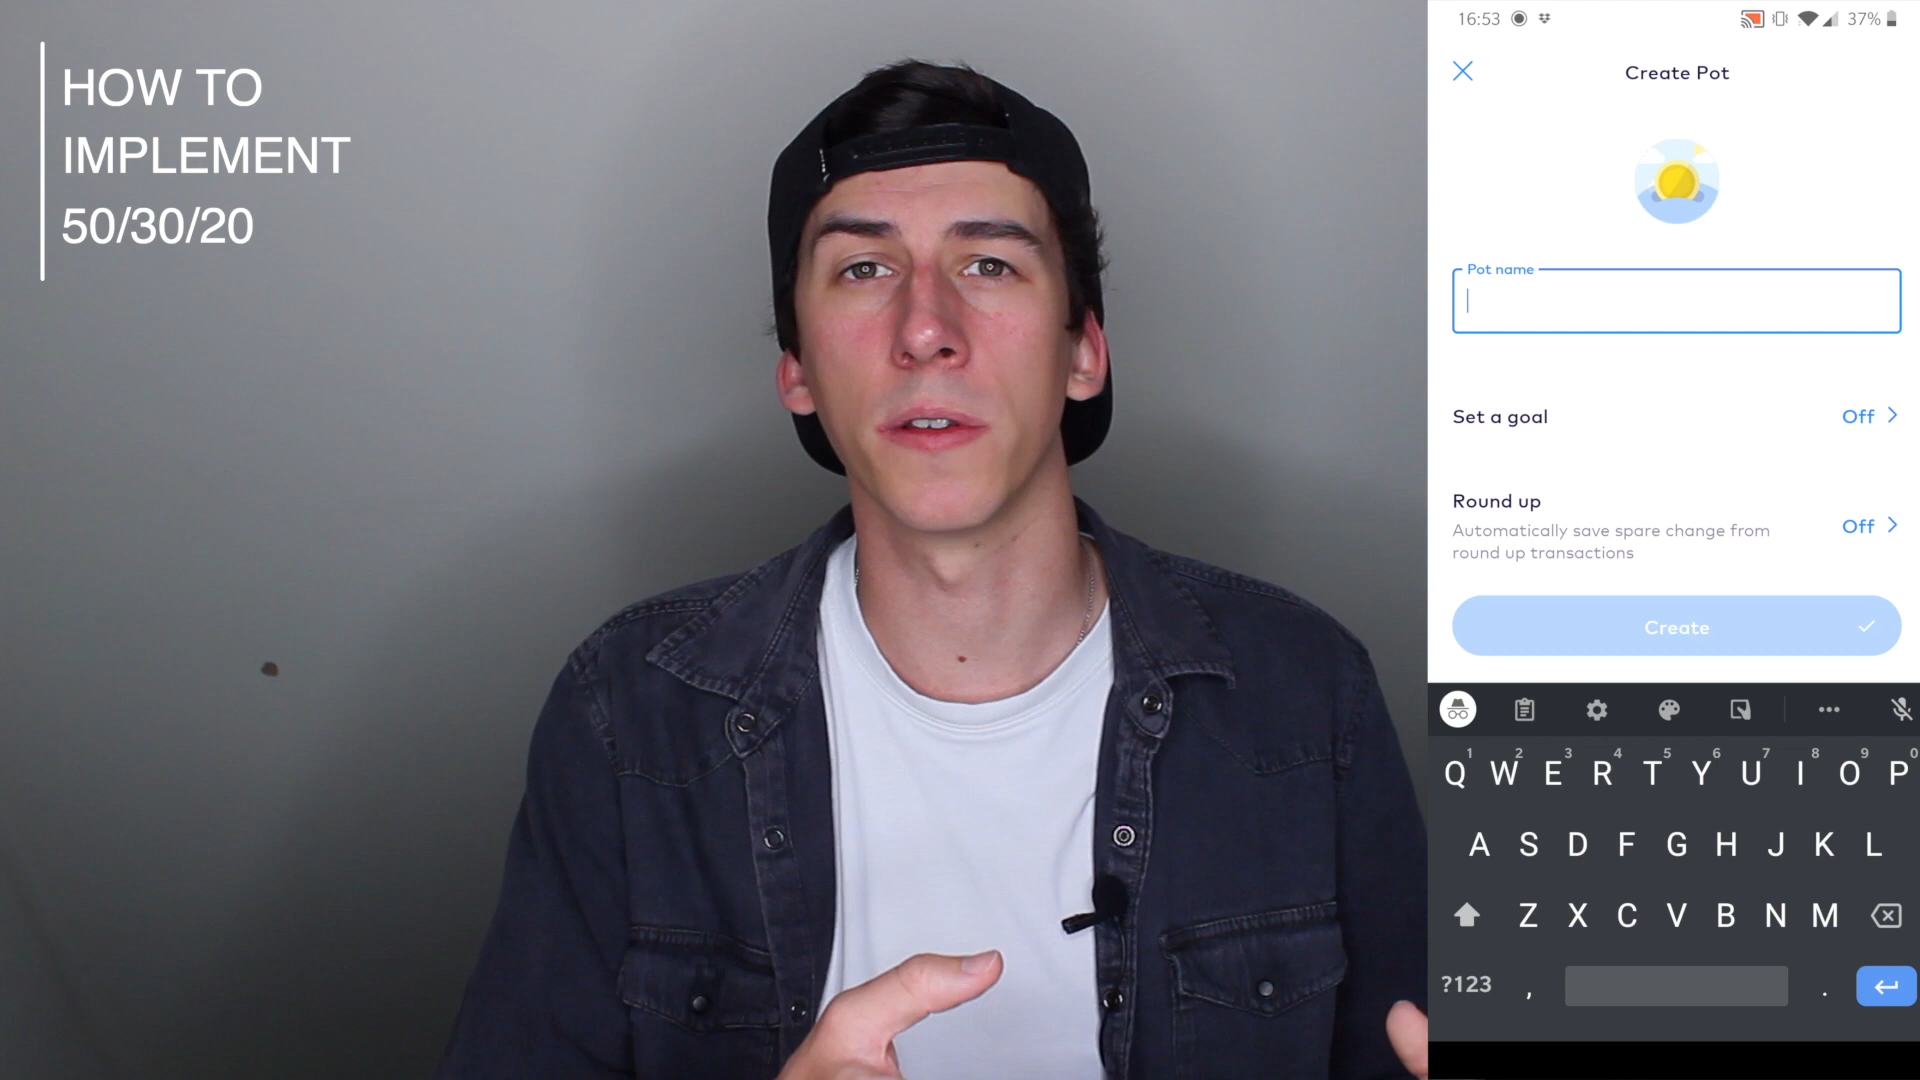 HOW TO
IMPLEMENT
50/30/20
16:53
37%
Create Pot
Pot name
Set a goal
Off
Round up
Automatically save spare change from
round up transactions
Off
Create
1 2 3 4 5 6 7 8 9 0
Q W E R T Y U I O P
A S D F G H J K L
Z X C V B N M
?123 , .